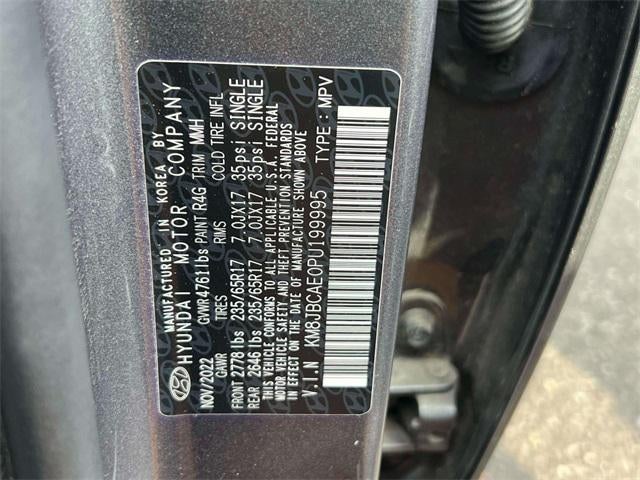 MANUFACTURED IN KOREA BY
HYUNDAI MOTOR COMPANY
NOV/2022 GVWR 4761 lbs PAINT R4G TRIM MMH
GAWR TIRES RIMS COLD TIRE INFL
FRONT 2778 lbs 235/65R17 7.0JX17 35psi SINGLE
REAR 2646 lbs 235/65R17 7.0JX17 35psi SINGLE
THIS VEHICLE CONFORMS TO ALL APPLICABLE U.S.A. FEDERAL
MOTOR VEHICLE SAFETY AND THEFT PREVENTION STANDARDS
IN EFFECT ON THE DATE OF MANUFACTURE SHOWN ABOVE
V.I.N KM8JBCAE0PU199995 TYPE : MPV